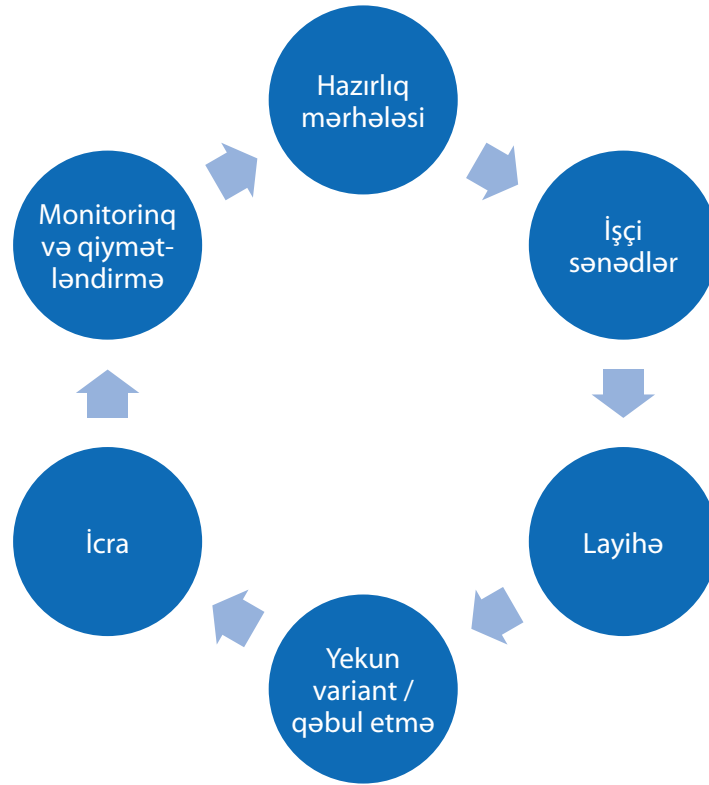 Hazırlıq
mərhələsi
İşçi
sənədlər
Layihə
Yekun
variant /
qəbul etmə
İcra
Monitorinq
və qiymət-
ləndirmə